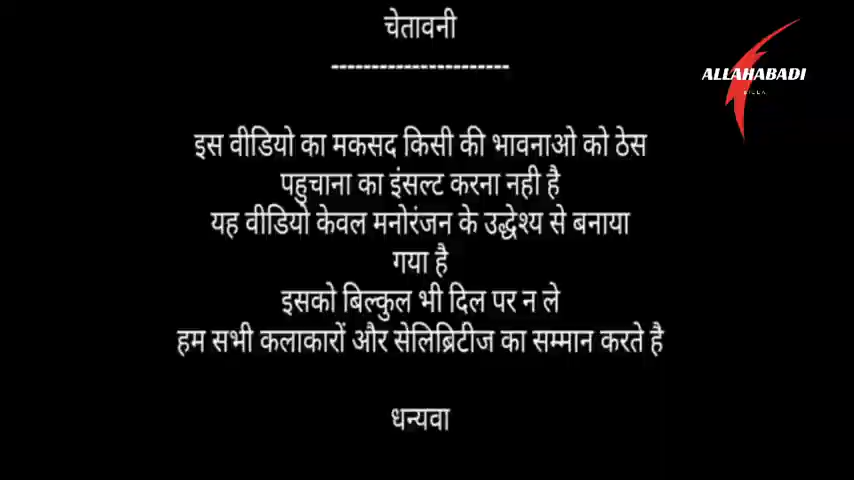 चेतावनी
----------------------
ALLAHABADI
इस वीडियो का मकसद किसी की भावनाओ को ठेस
पहुचाना का इंसल्ट करना नही है
यह वीडियो केवल मनोरंजन के उद्धेश्य से बनाया
गया है
इसको बिल्कुल भी दिल पर न ले
हम सभी कलाकारों और सेलिब्रिटीज का सम्मान करते है
धन्यवा